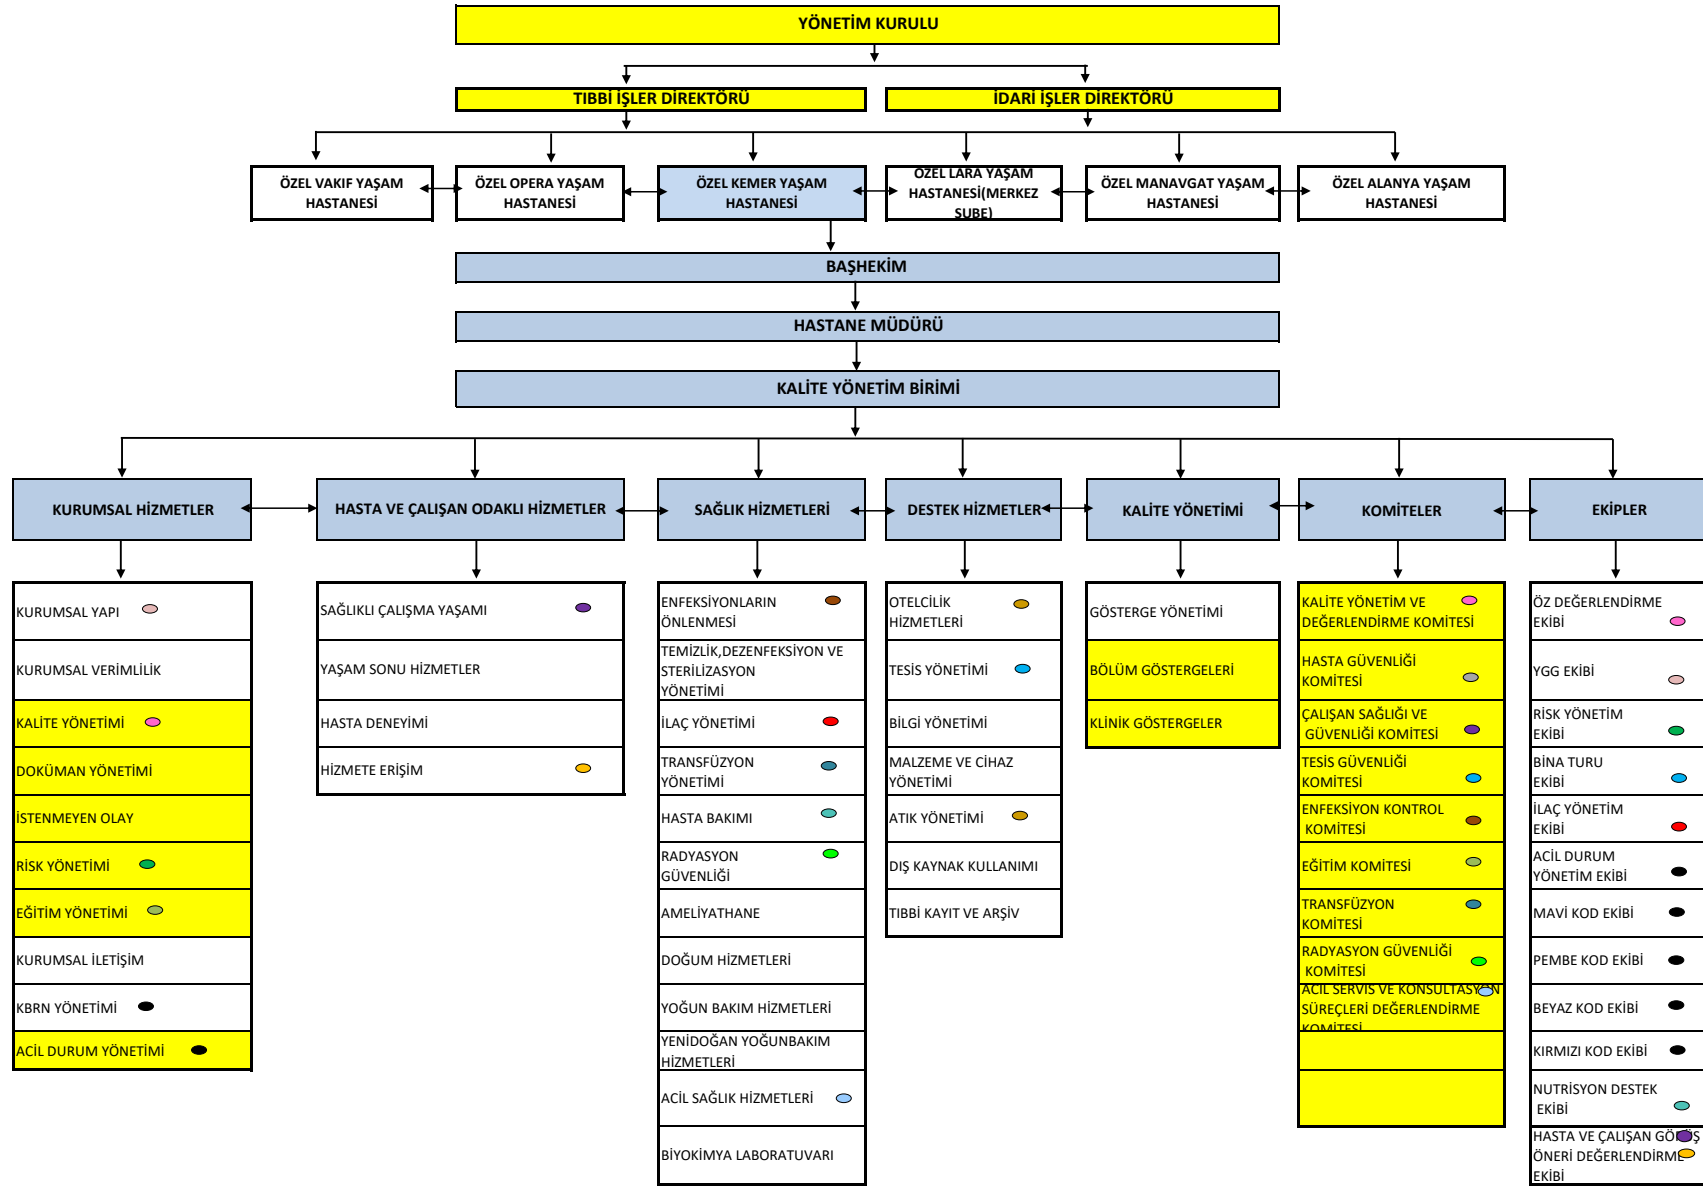 YÖNETİM KURULU
TIBBİ İŞLER DİREKTÖRÜ
İDARİ İŞLER DİREKTÖRÜ
ÖZEL VAKIF YAŞAM
HASTANESİ
ÖZEL OPERA YAŞAM
HASTANESİ
ÖZEL KEMER YAŞAM
HASTANESİ
ÖZEL LARA YAŞAM
HASTANESİ(MERKEZ
ŞUBE)
ÖZEL MANAVGAT YAŞAM
HASTANESİ
ÖZEL ALANYA YAŞAM
HASTANESİ
BAŞHEKİM
HASTANE MÜDÜRÜ
KALİTE YÖNETİM BİRİMİ
KURUMSAL HİZMETLER
HASTA VE ÇALIŞAN ODAKLI HİZMETLER
SAĞLIK HİZMETLERİ
DESTEK HİZMETLER
KALİTE YÖNETİMİ
KOMİTELER
EKİPLER
KURUMSAL YAPI
KURUMSAL VERİMLİLİK
KALİTE YÖNETİMİ
DOKÜMAN YÖNETİMİ
İSTENMEYEN OLAY
RİSK YÖNETİMİ
EĞİTİM YÖNETİMİ
KURUMSAL İLETİŞİM
KBRN YÖNETİMİ
ACİL DURUM YÖNETİMİ
SAĞLIKLI ÇALIŞMA YAŞAMI
YAŞAM SONU HİZMETLER
HASTA DENEYİMİ
HİZMETE ERİŞİM
ENFEKSİYONLARIN
ÖNLENMESİ
TEMİZLİK,DEZENFEKSİYON VE
STERİLİZASYON
YÖNETİMİ
İLAÇ YÖNETİMİ
TRANSFÜZYON
YÖNETİMİ
HASTA BAKIMI
RADYASYON
GÜVENLİĞİ
AMELİYATHANE
DOĞUM HİZMETLERİ
YOĞUN BAKIM HİZMETLERİ
YENİDOĞAN YOĞUNBAKIM
HİZMETLERİ
ACİL SAĞLIK HİZMETLERİ
BİYOKİMYA LABORATUVARI
OTELCİLİK
HİZMETLERİ
TESİS YÖNETİMİ
BİLGİ YÖNETİMİ
MALZEME VE CİHAZ
YÖNETİMİ
ATIK YÖNETİMİ
DIŞ KAYNAK KULLANIMI
TIBBİ KAYIT VE ARŞİV
GÖSTERGE YÖNETİMİ
BÖLÜM GÖSTERGELERİ
KLİNİK GÖSTERGELER
KALİTE YÖNETİM VE
DEĞERLENDİRME KOMİTESİ
HASTA GÜVENLİĞİ
KOMİTESİ
ÇALIŞAN SAĞLIĞI VE
GÜVENLİĞİ KOMİTESİ
TESİS GÜVENLİĞİ
KOMİTESİ
ENFEKSİYON KONTROL
KOMİTESİ
EĞİTİM KOMİTESİ
TRANSFÜZYON
KOMİTESİ
RADYASYON GÜVENLİĞİ
KOMİTESİ
ACİL SERVİS VE KONSULTASYON
SÜREÇLERİ DEĞERLENDİRME
KOMİTESİ
ÖZ DEĞERLENDİRME
EKİBİ
YGG EKİBİ
RİSK YÖNETİM
EKİBİ
BİNA TURU
EKİBİ
İLAÇ YÖNETİM
EKİBİ
ACİL DURUM
YÖNETİM EKİBİ
MAVİ KOD EKİBİ
PEMBE KOD EKİBİ
BEYAZ KOD EKİBİ
KIRMIZI KOD EKİBİ
NUTRİSYON DESTEK
EKİBİ
HASTA VE ÇALIŞAN GÖRÜŞ
ÖNERİ DEĞERLENDİRME
EKİBİ